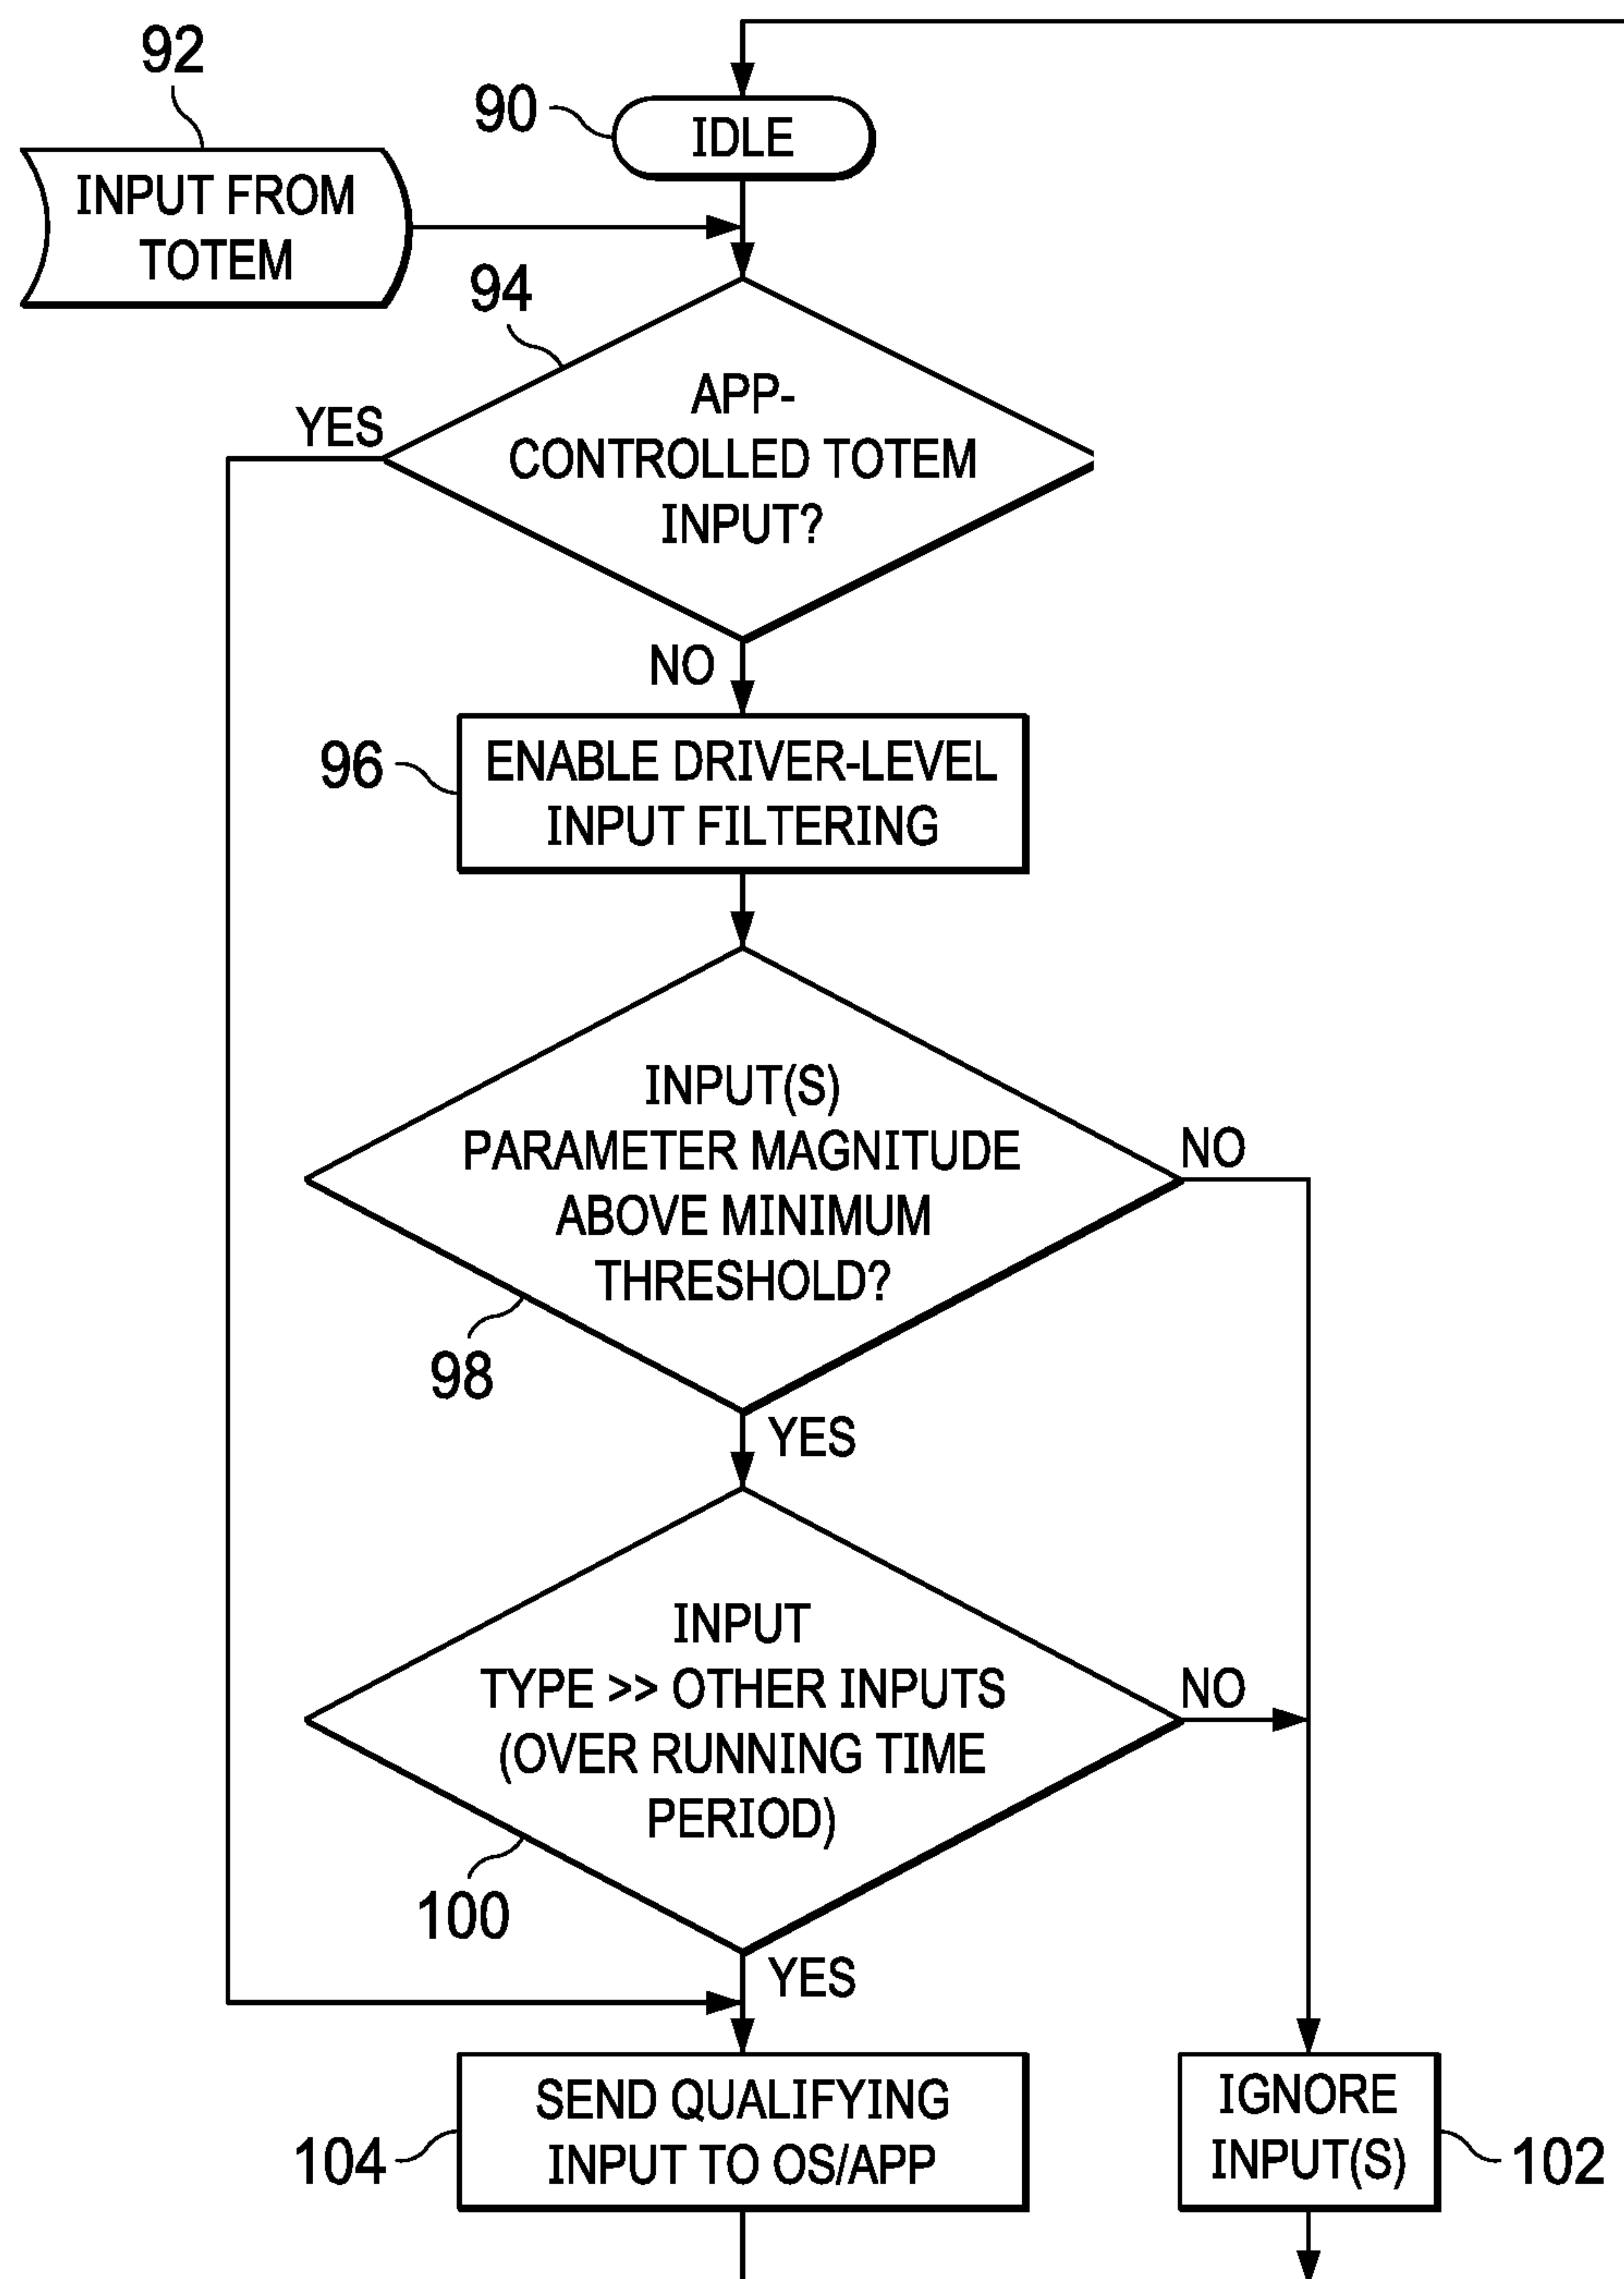 92
90
IDLE
INPUT FROM
TOTEM
94
APP-
YES
CONTROLLED TOTEM
INPUT?
NO
96
ENABLE DRIVER-LEVEL
INPUT FILTERING
INPUT(S)
PARAMETER MAGNITUDE
NO
ABOVE MINIMUM
THRESHOLD?
98
YES
INPUT
TYPE >> OTHER INPUTS
NO
(OVER RUNNING TIME
PERIOD)
100
YES
SEND QUALIFYING
INPUT TO OS/APP
104
IGNORE
INPUT(S)
102